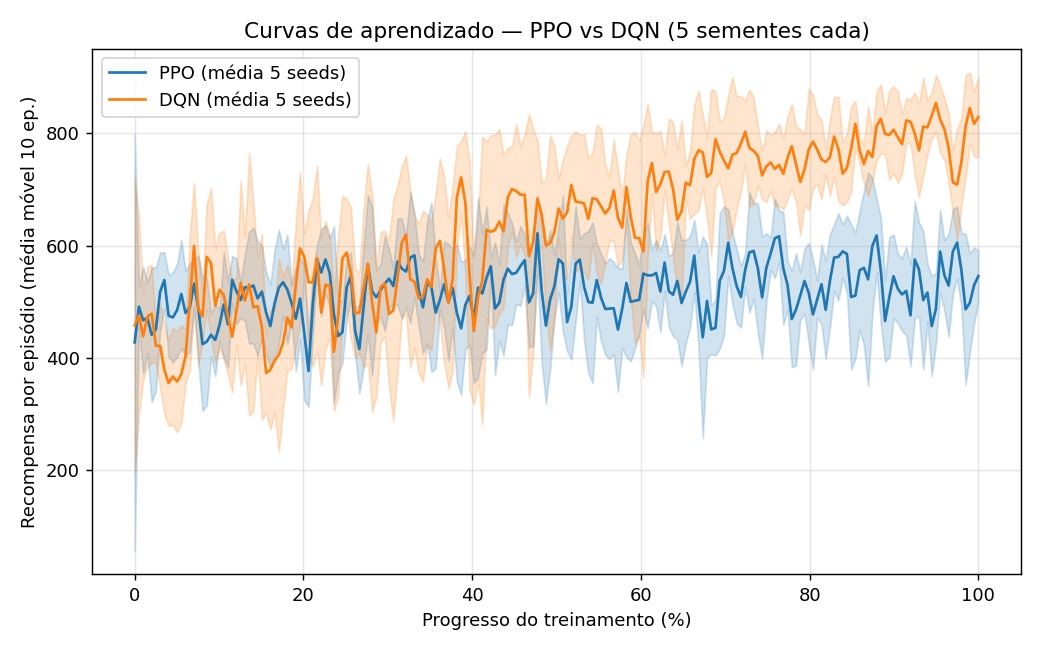 Curvas de aprendizado — PPO vs DQN (5 sementes cada)
PPO (média 5 seeds)
DQN (média 5 seeds)
Recompensa por episódio (média móvel 10 ep.)
800
600
400
200
0 20 40 60 80 100
Progresso do treinamento (%)